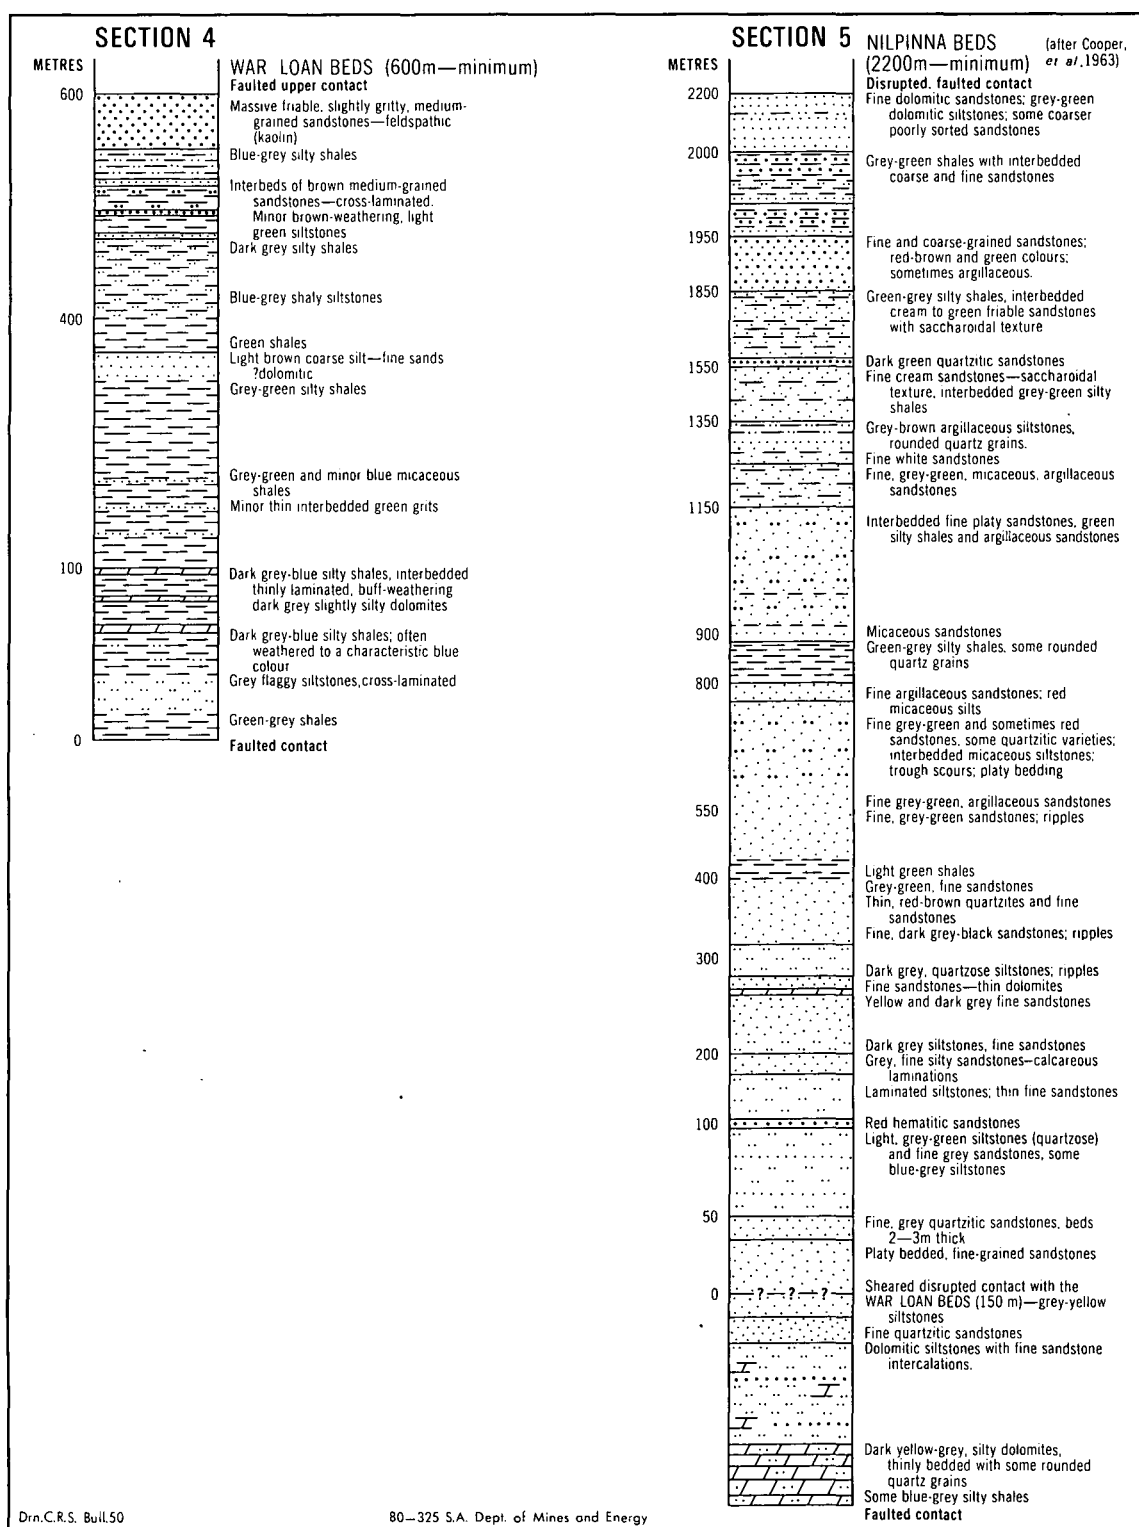 SECTION 4
METRES
WAR LOAN BEDS (600m—minimum)
Faulted upper contact
600
Massive friable, slightly gritty, medium-
grained sandstones—feldspathic
(kaolin)
Blue-grey silty shales
Interbeds of brown medium-grained
sandstones—cross-laminated.
Minor brown-weathering, light
green siltstones
Dark grey silty shales
Blue-grey shaly siltstones
400
Green shales
Light brown coarse silt—fine sands
?dolomitic
Grey-green silty shales
Grey-green and minor blue micaceous
shales
Minor thin interbedded green grits
100
Dark grey-blue silty shales, interbedded
thinly laminated, buff-weathering
dark grey slightly silty dolomites
Dark grey-blue silty shales; often
weathered to a characteristic blue
colour
Grey flaggy siltstones, cross-laminated
Green-grey shales
0
Faulted contact
SECTION 5
METRES
NILPINNA BEDS
(2200m—minimum)
(after Cooper,
et al. 1963)
Disrupted, faulted contact
2200
Fine dolomitic sandstones; grey-green
dolomitic siltstones; some coarser
poorly sorted sandstones
2000
Grey-green shales with interbedded
coarse and fine sandstones
1950
Fine and coarse-grained sandstones;
red-brown and green colours;
sometimes argillaceous.
1850
Green-grey silty shales, interbedded
cream to green friable sandstones
with saccharoidal texture
Dark green quartzitic sandstones
1550
Fine cream sandstones—saccharoidal
texture, interbedded grey-green silty
shales
1350
Grey-brown argillaceous siltstones,
rounded quartz grains.
Fine white sandstones
Fine, grey-green, micaceous, argillaceous
sandstones
1150
Interbedded fine platy sandstones, green
silty shales and argillaceous sandstones
900
Micaceous sandstones
Green-grey silty shales, some rounded
quartz grains
800
Fine argillaceous sandstones; red
micaceous silts
Fine grey-green and sometimes red
sandstones, some quartzitic varieties;
interbedded micaceous siltstones;
trough scours; platy bedding
550
Fine grey-green, argillaceous sandstones
Fine, grey-green sandstones; ripples
Light green shales
400
Grey-green, fine sandstones
Thin, red-brown quartzites and fine
sandstones
Fine, dark grey-black sandstones; ripples
300
Dark grey, quartzose siltstones; ripples
Fine sandstones—thin dolomites
Yellow and dark grey fine sandstones
Dark grey siltstones, fine sandstones
200
Grey, fine silty sandstones—calcareous
laminations
Laminated siltstones; thin fine sandstones
100
Red hematitic sandstones
Light, grey-green siltstones (quartzose)
and fine grey sandstones, some
blue-grey siltstones
50
Fine, grey quartzitic sandstones, beds
2—3m thick
Platy bedded, fine-grained sandstones
0
? ? ?
Sheared disrupted contact with the
WAR LOAN BEDS (150 m)—grey-yellow
siltstones
Fine quartzitic sandstones
Dolomitic siltstones with fine sandstone
intercalations.
Dark yellow-grey, silty dolomites,
thinly bedded with some rounded
quartz grains
Some blue-grey silty shales
Faulted contact
Drn.C.R.S. Bull.50
80—325 S.A. Dept. of Mines and Energy